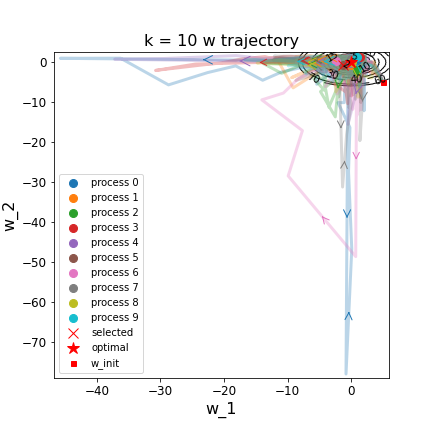 k = 10 w trajectory
w_2
0
−10
−20
−30
−40
−50
−60
−70
process 0
process 1
process 2
process 3
process 4
process 5
process 6
process 7
process 8
process 9
selected
optimal
w_init
−40
−30
−20
−10
0
w_1
30
40